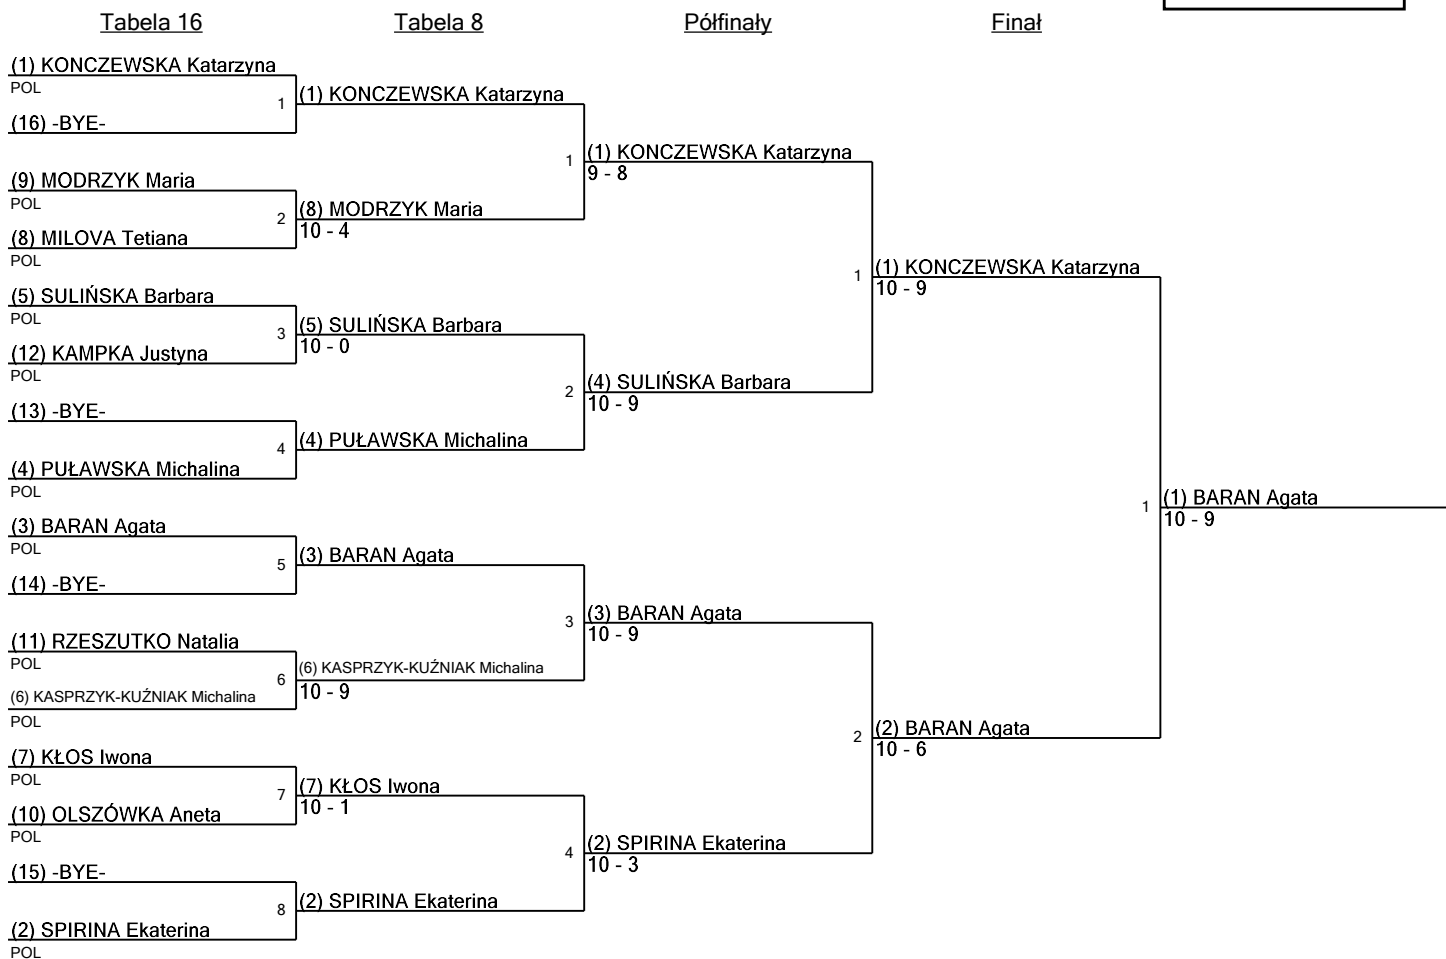 Tabela 16
Tabela 8
Półfinały
Finał
(1) KONCZEWSKA Katarzyna
POL
1
(16) -BYE-
(9) MODRZYK Maria
POL
2
(8) MILOVA Tetiana
POL
(5) SULIŃSKA Barbara
POL
3
(12) KAMPKA Justyna
POL
(13) -BYE-
4
(4) PUŁAWSKA Michalina
POL
(3) BARAN Agata
POL
5
(14) -BYE-
(11) RZESZUTKO Natalia
POL
6
(6) KASPRZYK-KUŹNIAK Michalina
POL
(7) KŁOS Iwona
POL
7
(10) OLSZÓWKA Aneta
POL
(15) -BYE-
8
(2) SPIRINA Ekaterina
POL
(1) KONCZEWSKA Katarzyna
1
(8) MODRZYK Maria
10 - 4
(5) SULIŃSKA Barbara
10 - 0
2
(4) PUŁAWSKA Michalina
(3) BARAN Agata
3
(6) KASPRZYK-KUŹNIAK Michalina
10 - 9
(7) KŁOS Iwona
10 - 1
4
(2) SPIRINA Ekaterina
(1) KONCZEWSKA Katarzyna
9 - 8
1
(4) SULIŃSKA Barbara
10 - 9
(3) BARAN Agata
10 - 9
2
(2) SPIRINA Ekaterina
10 - 3
(1) KONCZEWSKA Katarzyna
10 - 9
1
(2) BARAN Agata
10 - 6
(1) BARAN Agata
10 - 9